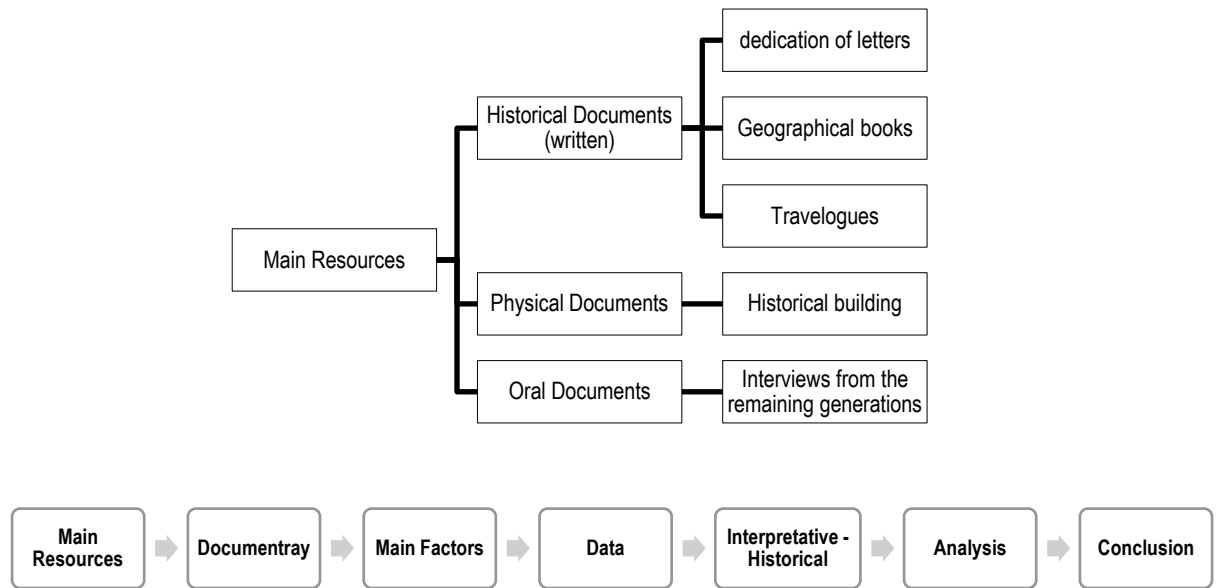 dedication of letters
Historical Documents
(written)
Geographical books
Travelogues
Main Resources
Physical Documents
Historical building
Oral Documents
Interviews from the
remaining generations
Main
Resources
Documentray
Main Factors
Data
Interpretative -
Historical
Analysis
Conclusion